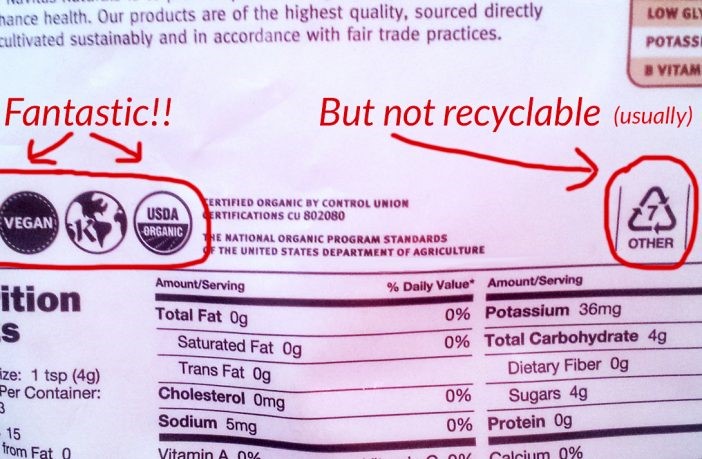 hance health. Our products are of the highest quality, sourced directly
cultivated sustainably and in accordance with fair trade practices.
LOW GLY
POTASSI
B VITAM
Fantastic!!
But not recyclable (usually)
VEGAN
K
USDA
ORGANIC
CERTIFIED ORGANIC BY CONTROL UNION
CERTIFICATIONS CU 802080
THE NATIONAL ORGANIC PROGRAM STANDARDS
OF THE UNITED STATES DEPARTMENT OF AGRICULTURE
7
OTHER
ition
s
ize: 1 tsp (4g)
Per Container:
3
15
from Fat 0
Amount/Serving % Daily Value*
Total Fat 0g 0%
Saturated Fat 0g 0%
Trans Fat 0g
Cholesterol 0mg 0%
Sodium 5mg 0%
Vitamin A 0%
Amount/Serving
Potassium 36mg
Total Carbohydrate 4g
Dietary Fiber 0g
Sugars 4g
Protein 0g
Calcium 0%